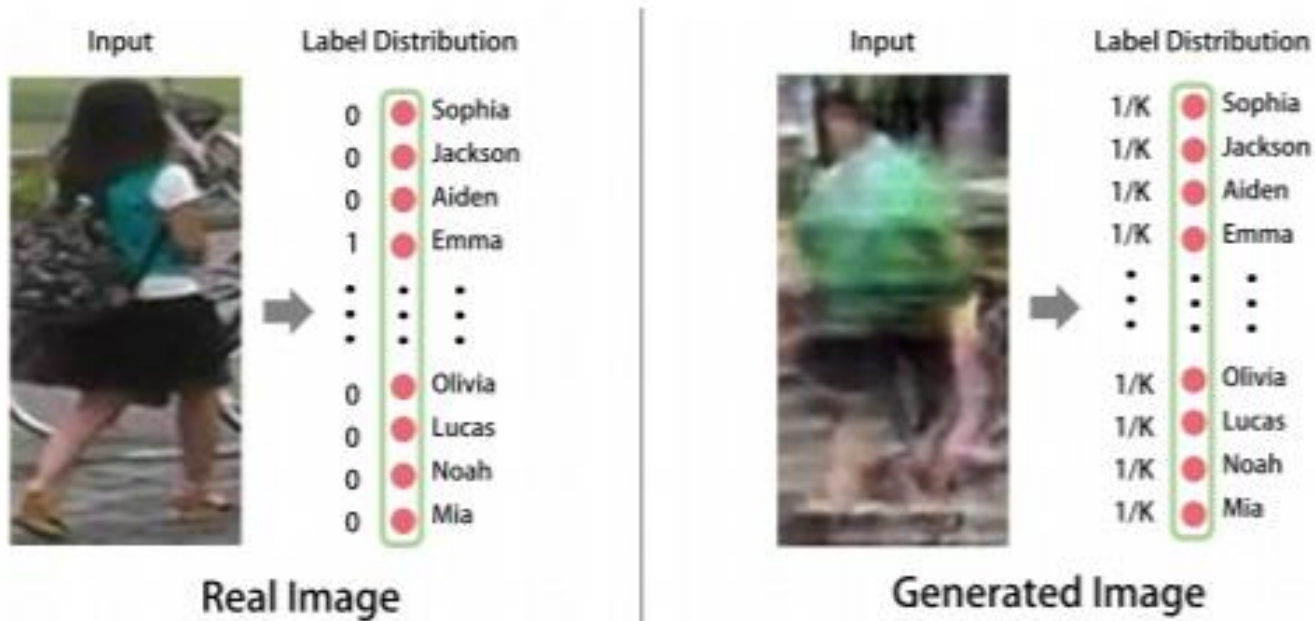 Input Label Distribution
0 Sophia
0 Jackson
0 Aiden
1 Emma
0 Olivia
0 Lucas
0 Noah
0 Mia
Real Image
Input Label Distribution
1/K Sophia
1/K Jackson
1/K Aiden
1/K Emma
1/K Olivia
1/K Lucas
1/K Noah
1/K Mia
Generated Image